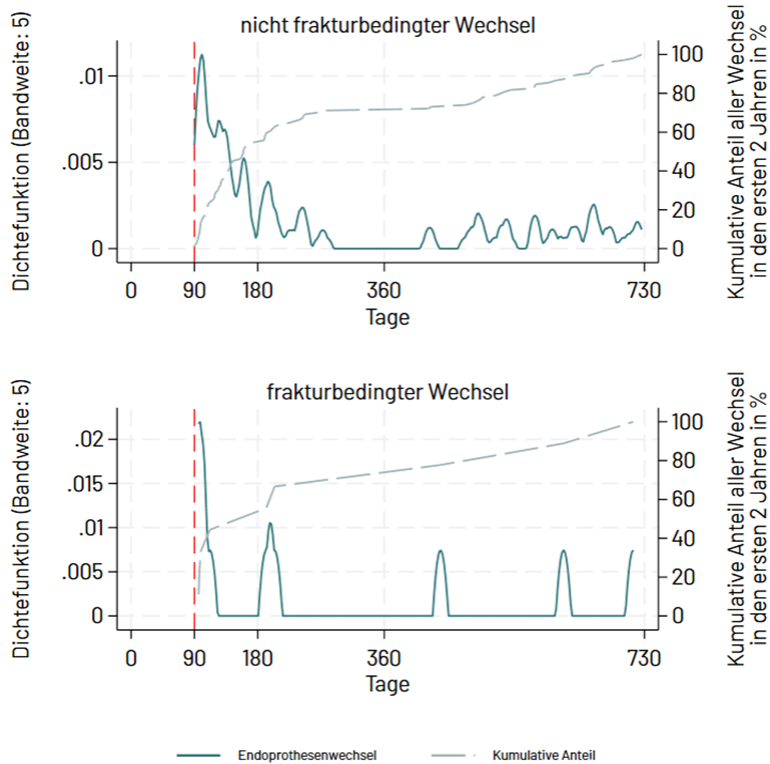 nicht frakturbedingter Wechsel
Dichtefunktion (Bandweite: 5)
.01
.005
0
100
80
60
40
20
0
Kumulative Anteil aller Wechsel
in den ersten 2 Jahren in %
0 90 180 360 730
Tage
frakturbedingter Wechsel
Dichtefunktion (Bandweite: 5)
.02
.015
.01
.005
0
100
80
60
40
20
0
Kumulative Anteil aller Wechsel
in den ersten 2 Jahren in %
0 90 180 360 730
Tage
Endoprothesenwechsel Kumulative Anteil